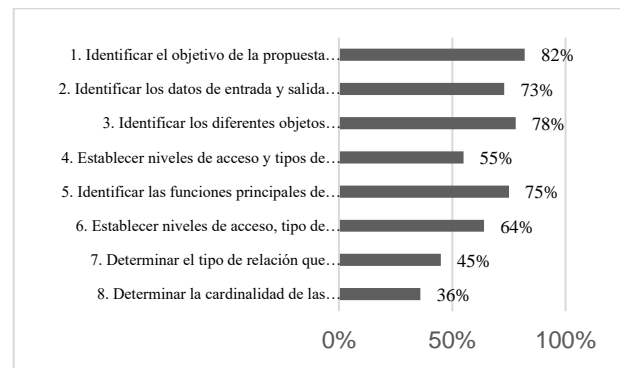 1. Identificar el objetivo de la propuesta… 82%
2. Identificar los datos de entrada y salida… 73%
3. Identificar los diferentes objetos… 78%
4. Establecer niveles de acceso y tipos de… 55%
5. Identificar las funciones principales de… 75%
6. Establecer niveles de acceso, tipo de… 64%
7. Determinar el tipo de relación que… 45%
8. Determinar la cardinalidad de las… 36%
0% 50% 100%